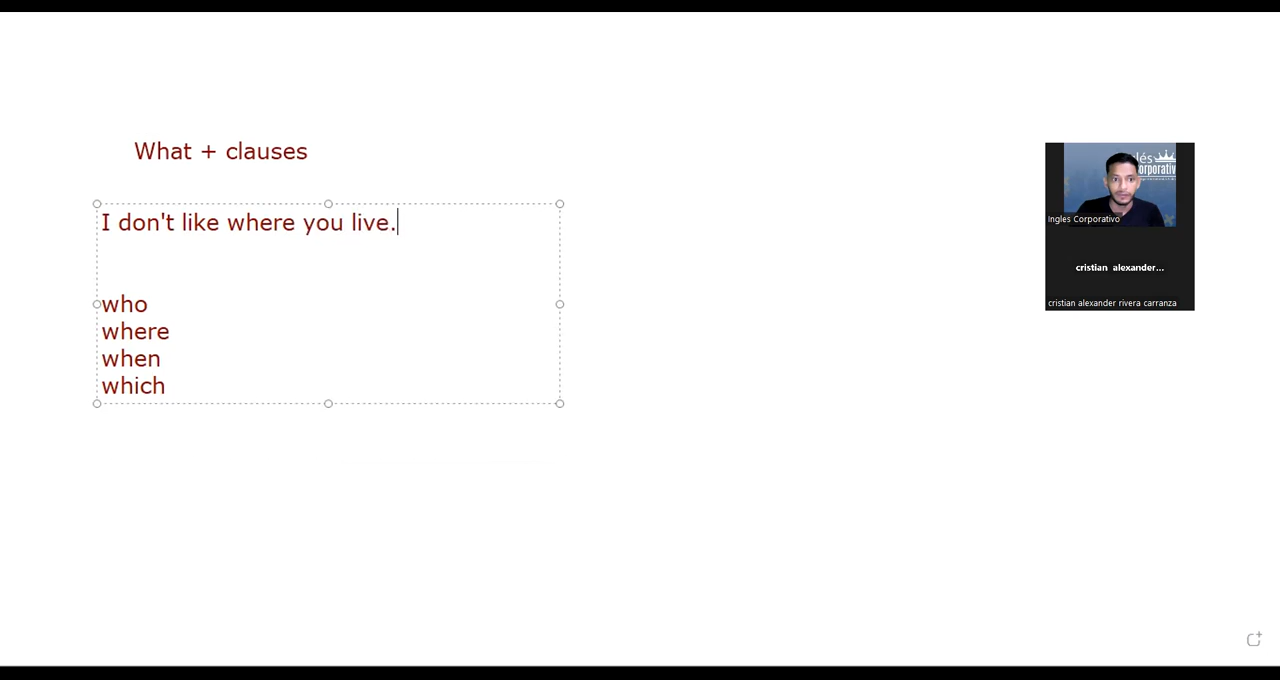 What + clauses
I don't like where you live.
who
where
when
which
Ingles Corporativo
cristian alexander...
cristian alexander rivera carranza